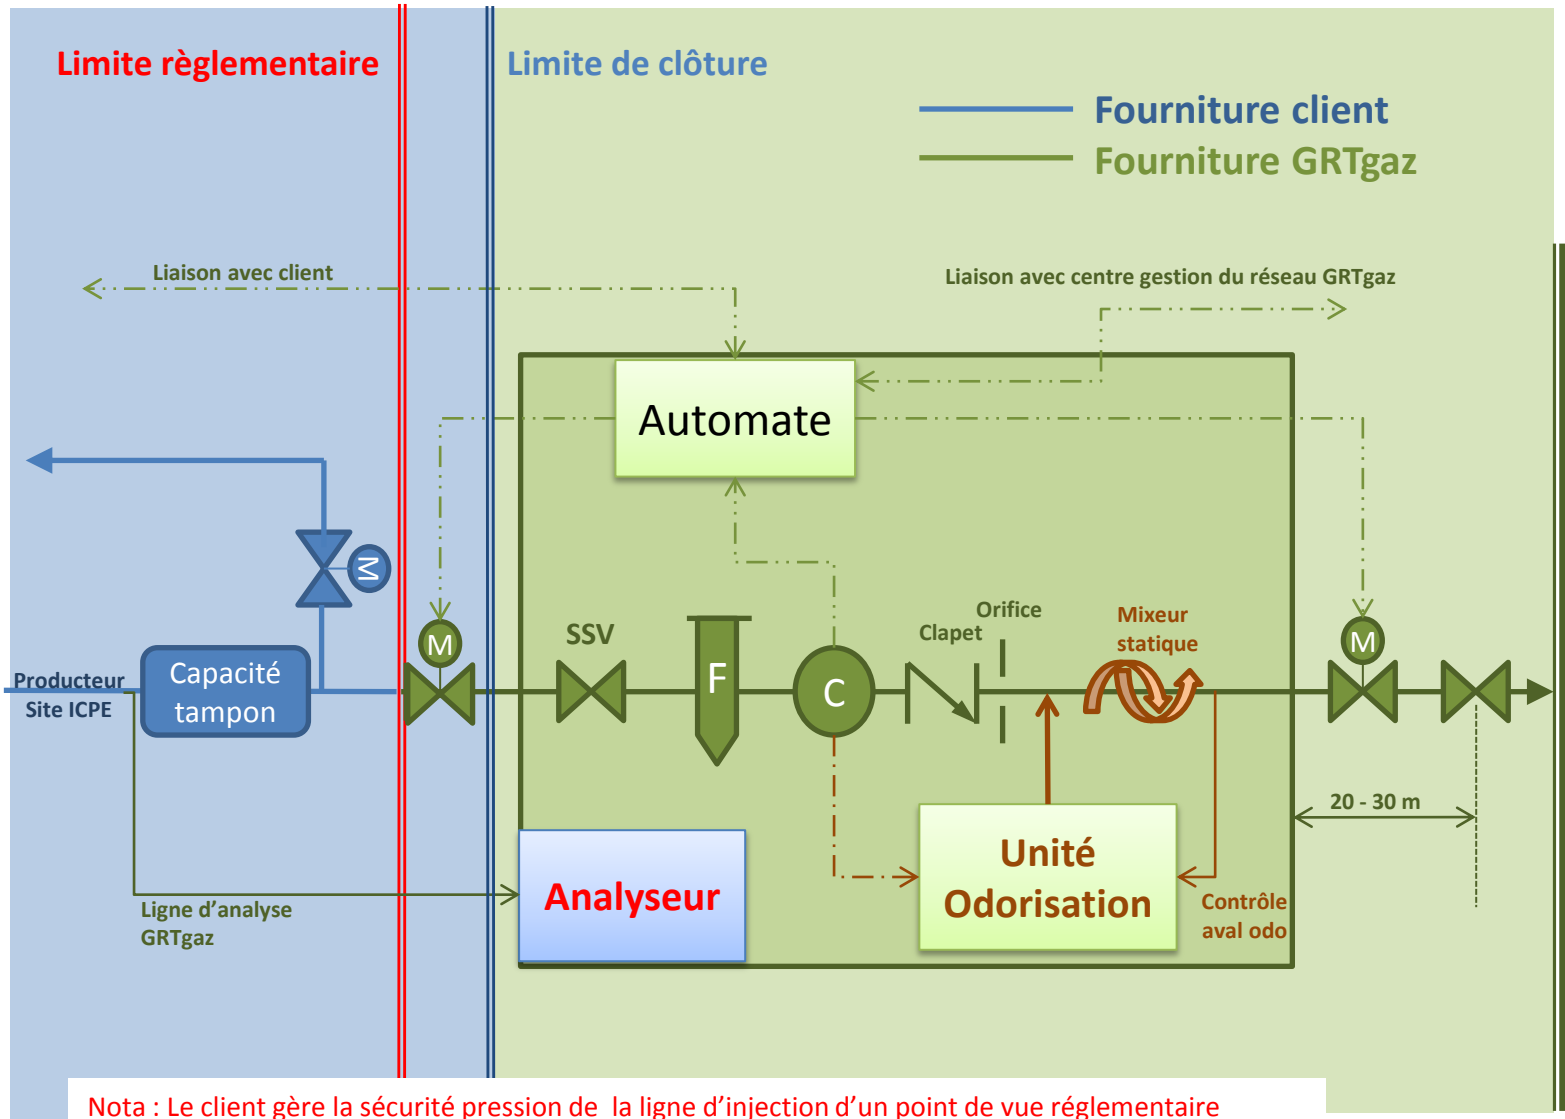 Limite règlementaire
Limite de clôture
Fourniture client
Fourniture GRTgaz
Liaison avec client
Liaison avec centre gestion du réseau GRTgaz
Automate
M
M
M
SSV
F
C
Clapet
Orifice
Mixeur
statique
Producteur
Site ICPE
Capacité
tampon
20 - 30 m
Unité
Odorisation
Analyseur
Contrôle
aval odo
Ligne d’analyse
GRTgaz
Nota : Le client gère la sécurité pression de la ligne d’injection d’un point de vue réglementaire